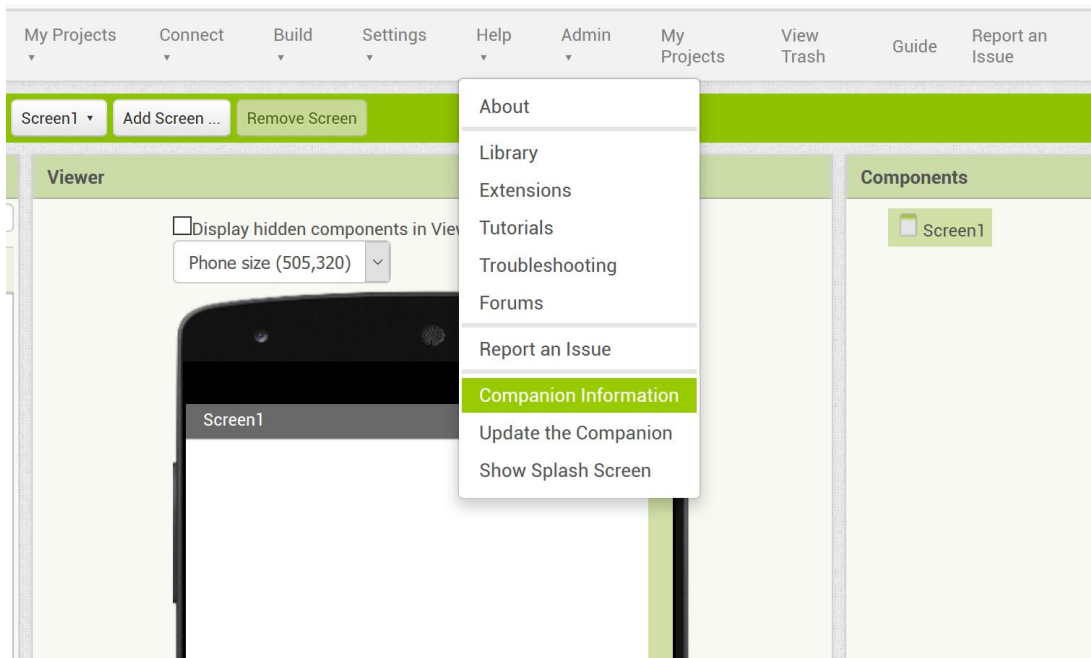 My Projects Connect Build Settings Help Admin My Projects View Trash Guide Report an Issue
Screen1 Add Screen ... Remove Screen
About
Library
Extensions
Tutorials
Troubleshooting
Forums
Report an Issue
Companion Information
Update the Companion
Show Splash Screen
Viewer
Display hidden components in Vie
Phone size (505,320)
Screen1
Components
Screen1